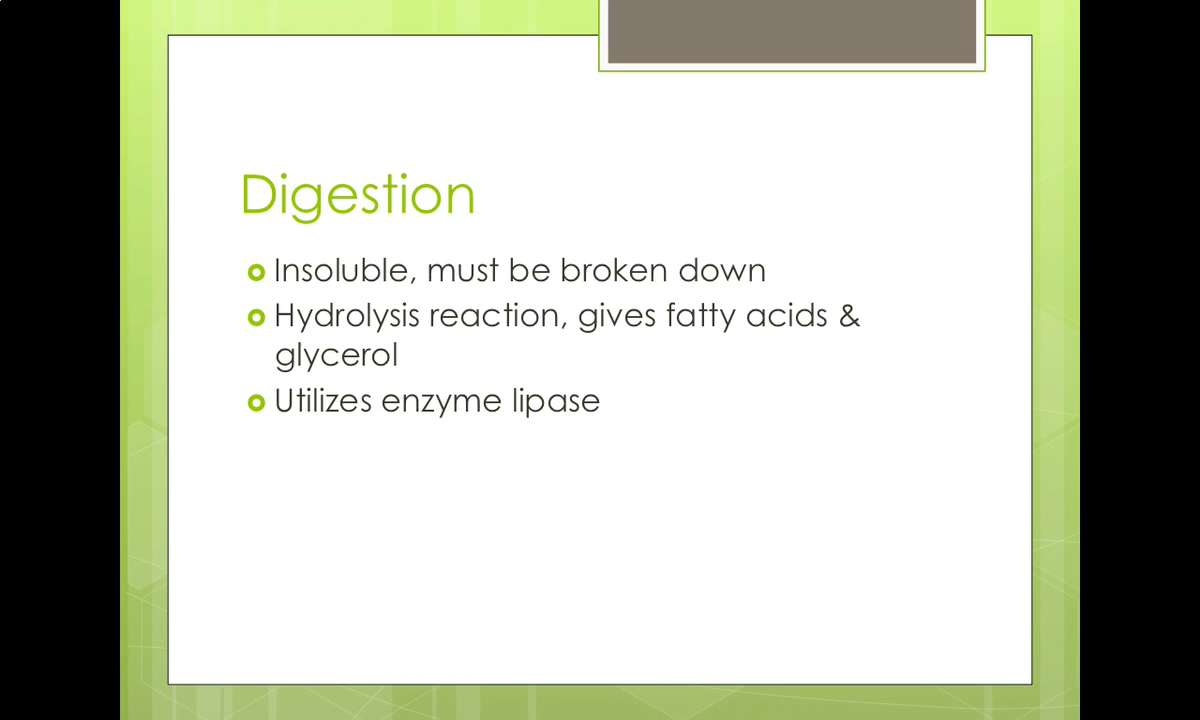 Digestion
Insoluble, must be broken down
Hydrolysis reaction, gives fatty acids &
glycerol
Utilizes enzyme lipase